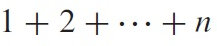 1 + 2 + ⋯ + n